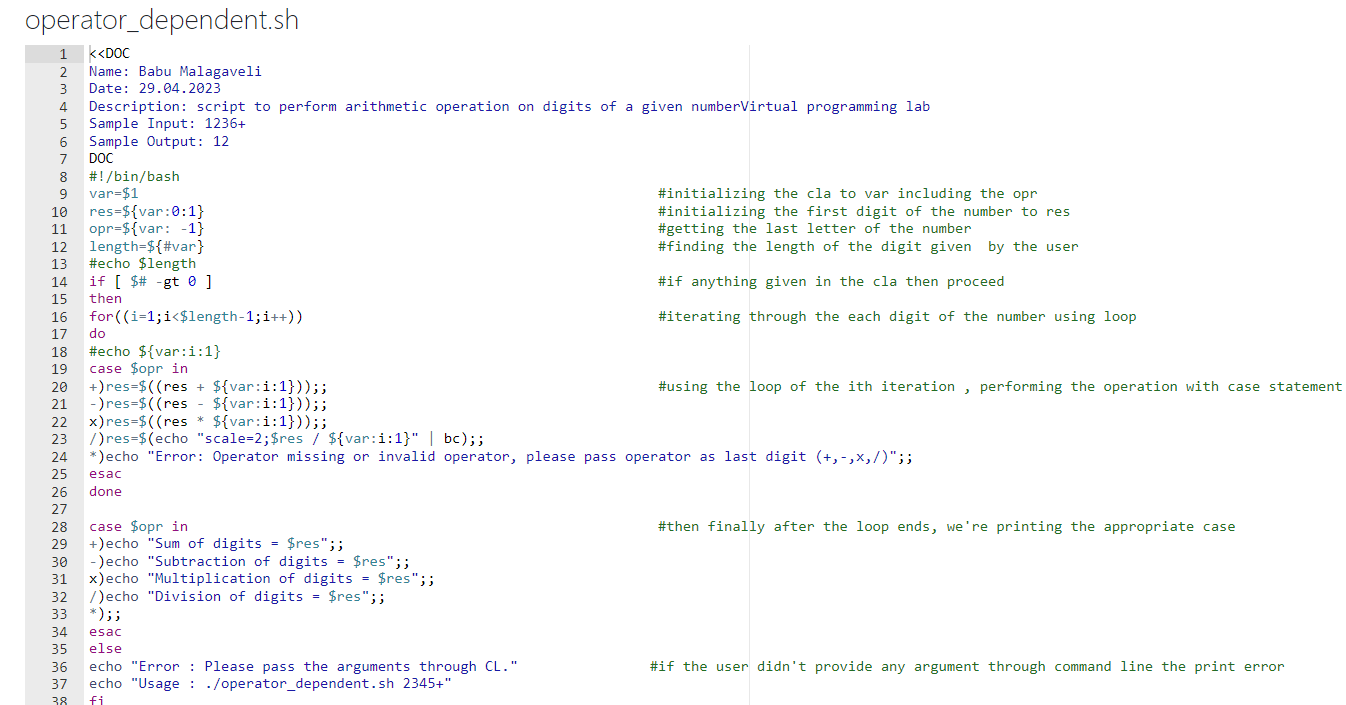 operator_dependent.sh
1 <<DOC
2 Name: Babu Malagaveli
3 Date: 29.04.2023
4 Description: script to perform arithmetic operation on digits of a given numberVirtual programming lab
5 Sample Input: 1236+
6 Sample Output: 12
7 DOC
8 #!/bin/bash
9 var=$1 #initializing the cla to var including the opr
10 res=${var:0:1} #initializing the first digit of the number to res
11 opr=${var: -1} #getting the last letter of the number
12 length=${#var} #finding the length of the digit given  by the user
13 #echo $length
14 if [ $# -gt 0 ] #if anything given in the cla then proceed
15 then
16 for((i=1;i<$length-1;i++)) #iterating through the each digit of the number using loop
17 do
18 #echo ${var:i:1}
19 case $opr in
20 +)res=$((res + ${var:i:1}));; #using the loop of the ith iteration , performing the operation with case statement
21 -)res=$((res - ${var:i:1}));;
22 x)res=$((res * ${var:i:1}));;
23 /)res=$(echo "scale=2;$res / ${var:i:1}" | bc);;
24 *)echo "Error: Operator missing or invalid operator, please pass operator as last digit (+,-,x,/)";;
25 esac
26 done
27
28 case $opr in #then finally after the loop ends, we're printing the appropriate case
29 +)echo "Sum of digits = $res";;
30 -)echo "Subtraction of digits = $res";;
31 x)echo "Multiplication of digits = $res";;
32 /)echo "Division of digits = $res";;
33 *);;
34 esac
35 else
36 echo "Error : Please pass the arguments through CL." #if the user didn't provide any argument through command line the print error
37 echo "Usage : ./operator_dependent.sh 2345+"
38 fi